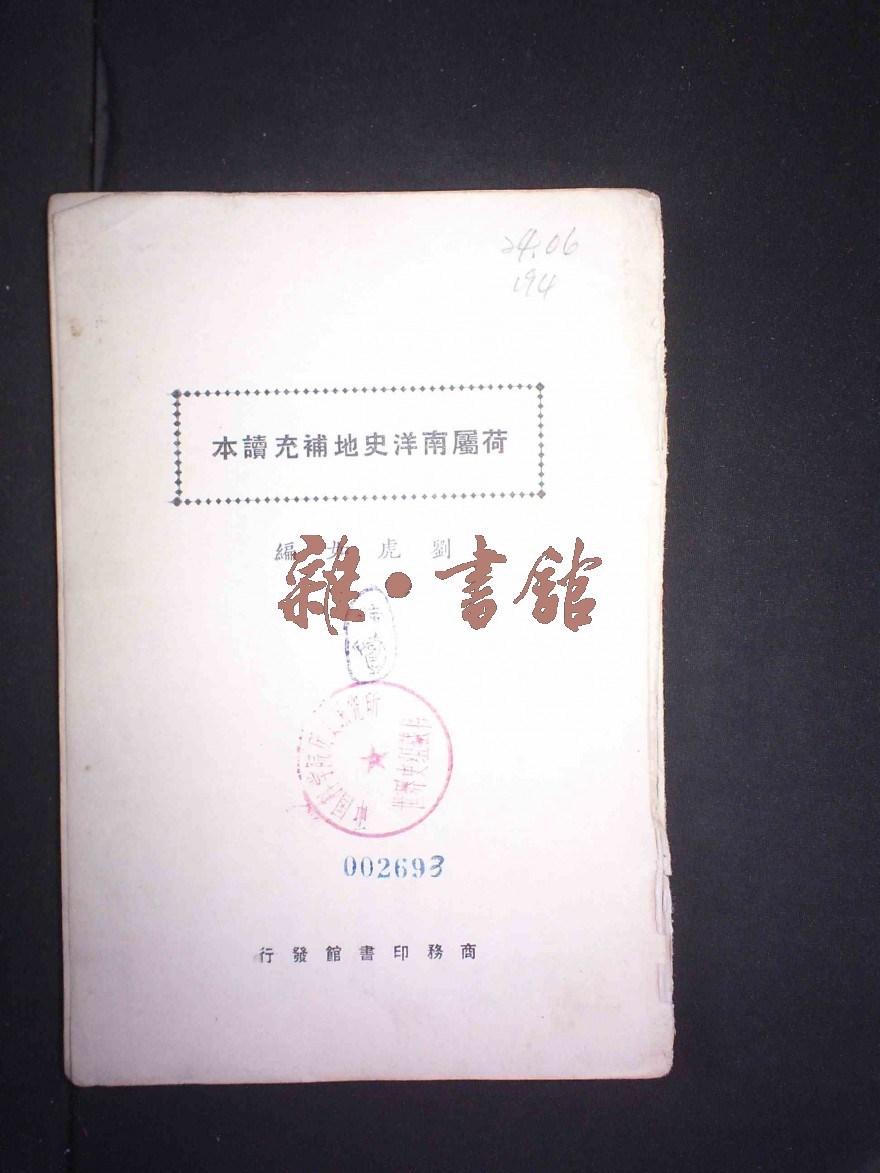 24.06
194
荷屬南洋史地補充讀本
劉虎如編
雜·書館
002693
商務印書館發行